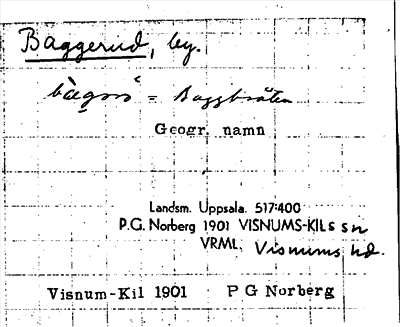 Baggerud, by.
= Baggbråten
Geogr. namn
Landsm. Uppsala. 517:400
P.G. Norberg 1901 VISNUMS-KILS sn
VRML. Visnums hd.
Visnum-Kil 1901 P G Norberg